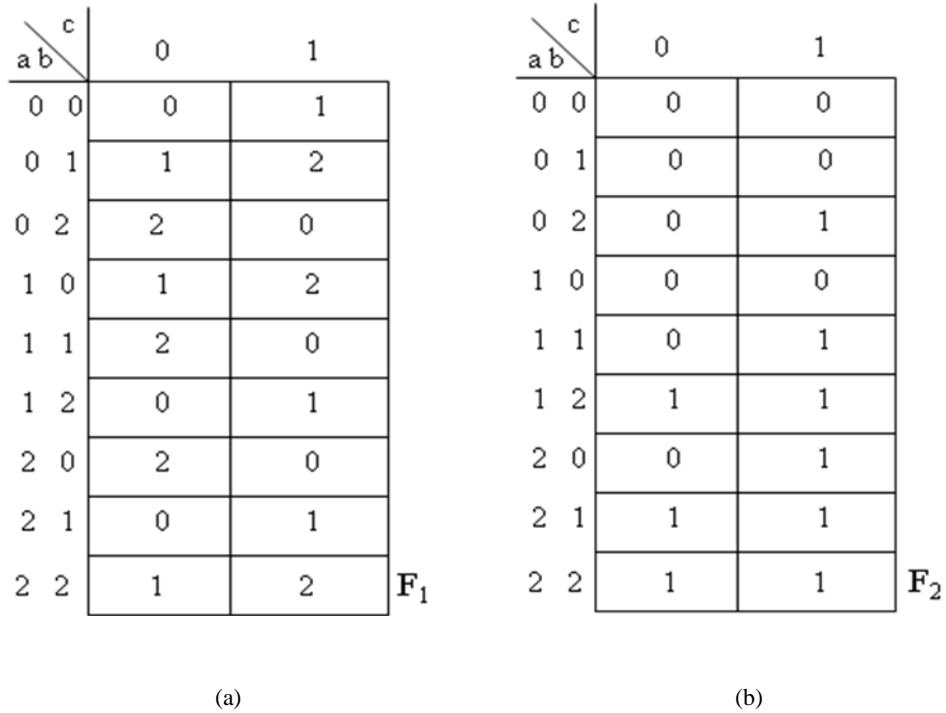 c c
a b 0 1 a b 0 1
0 0 0 1 0 0 0 0
0 1 1 2 0 1 0 0
0 2 2 0 0 2 0 1
1 0 1 2 1 0 0 0
1 1 2 0 1 1 0 1
1 2 0 1 1 2 1 1
2 0 2 0 2 0 0 1
2 1 0 1 2 1 1 1
2 2 1 2 F₁ 2 2 1 1 F₂
(a) (b)